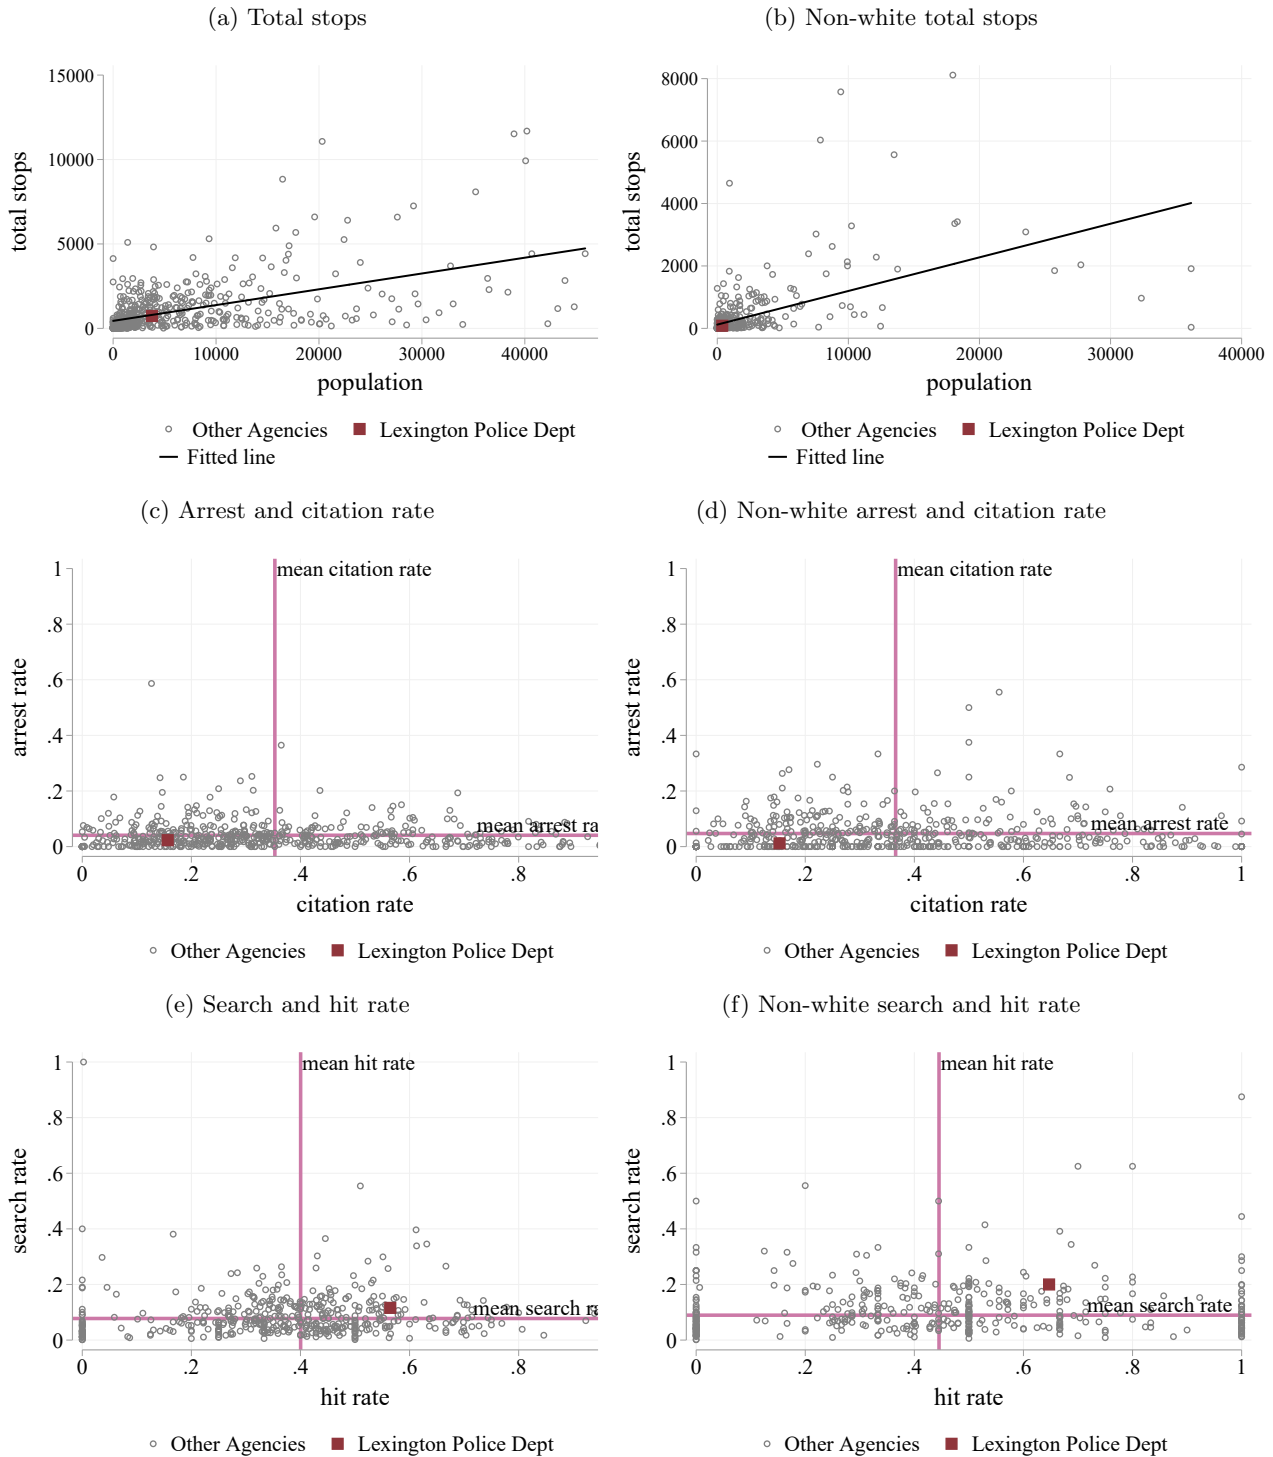 (a) Total stops
(b) Non-white total stops
15000
10000
5000
0
total stops
0 10000 20000 30000 40000
population
8000
6000
4000
2000
0
total stops
0 10000 20000 30000 40000
population
Other Agencies Lexington Police Dept
Fitted line
Other Agencies Lexington Police Dept
Fitted line
(c) Arrest and citation rate
(d) Non-white arrest and citation rate
1
.8
.6
.4
.2
0
arrest rate
mean citation rate
mean arrest ra
0 .2 .4 .6 .8
citation rate
1
.8
.6
.4
.2
0
arrest rate
mean citation rate
mean arrest rate
0 .2 .4 .6 .8 1
citation rate
Other Agencies Lexington Police Dept
Other Agencies Lexington Police Dept
(e) Search and hit rate
(f) Non-white search and hit rate
1
.8
.6
.4
.2
0
search rate
mean hit rate
mean search ra
0 .2 .4 .6 .8
hit rate
1
.8
.6
.4
.2
0
search rate
mean hit rate
mean search rate
0 .2 .4 .6 .8 1
hit rate
Other Agencies Lexington Police Dept
Other Agencies Lexington Police Dept